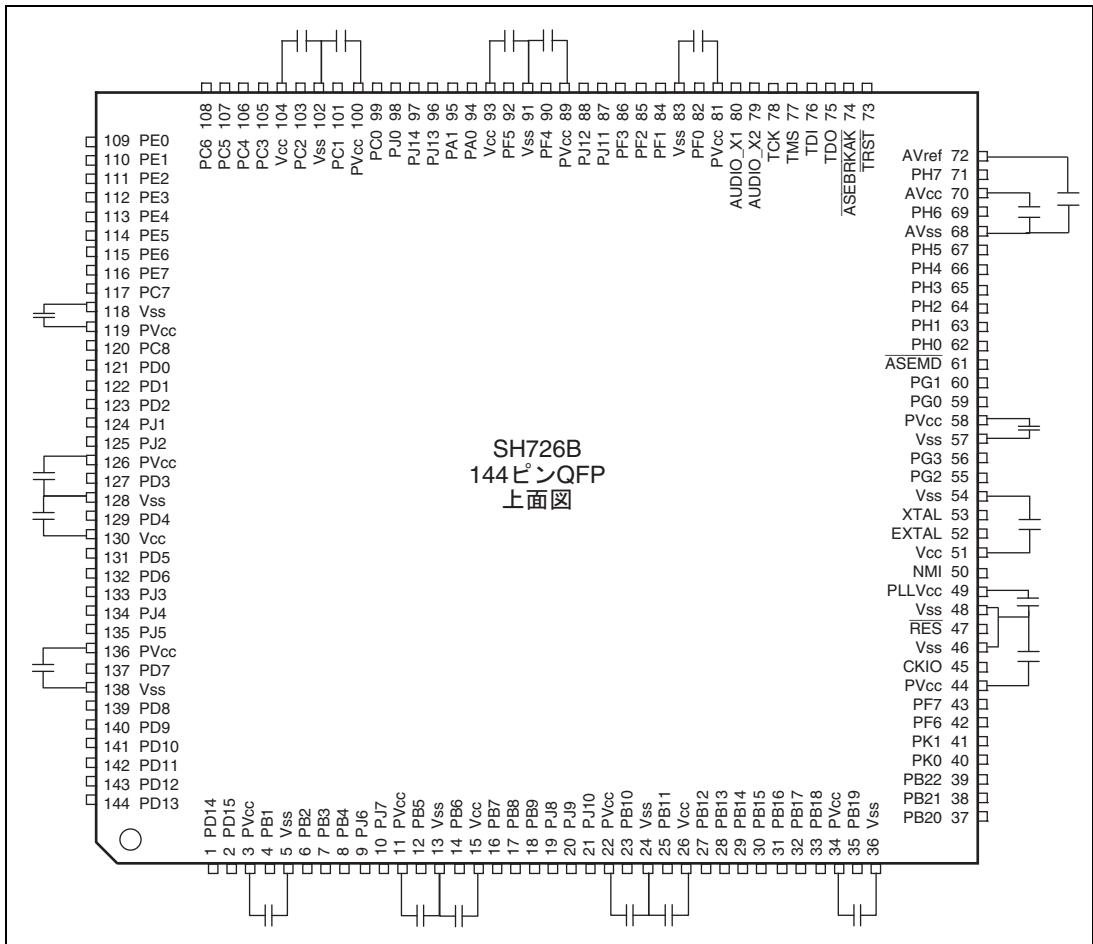 PC6 108
PC5 107
PC4 106
PC3 105
Vcc 104
PC2 103
Vss 102
PC1 101
PVcc 100
PC0 99
PJ0 98
PJ14 97
PJ13 96
PA1 95
PA0 94
Vcc 93
PF5 92
Vss 91
PF4 90
PVcc 89
PJ12 88
PJ11 87
PF3 86
PF2 85
PF1 84
Vss 83
PF0 82
PVcc 81
AUDIO_X1 80
AUDIO_X2 79
TCK 78
TMS 77
TDI 76
TDO 75
ASEBRKAK 74
TRST 73
109 PE0
110 PE1
111 PE2
112 PE3
113 PE4
114 PE5
115 PE6
116 PE7
117 PC7
118 Vss
119 PVcc
120 PC8
121 PD0
122 PD1
123 PD2
124 PJ1
125 PJ2
126 PVcc
127 PD3
128 Vss
129 PD4
130 Vcc
131 PD5
132 PD6
133 PJ3
134 PJ4
135 PJ5
136 PVcc
137 PD7
138 Vss
139 PD8
140 PD9
141 PD10
142 PD11
143 PD12
144 PD13
SH726B
144ピンQFP
上面図
AVref 72
PH7 71
AVcc 70
PH6 69
AVss 68
PH5 67
PH4 66
PH3 65
PH2 64
PH1 63
PH0 62
ASEMD 61
PG1 60
PG0 59
PVcc 58
Vss 57
PG3 56
PG2 55
Vss 54
XTAL 53
EXTAL 52
Vcc 51
NMI 50
PLLVcc 49
Vss 48
RES 47
Vss 46
CKIO 45
PVcc 44
PF7 43
PF6 42
PK1 41
PK0 40
PB22 39
PB21 38
PB20 37
1 PD14
2 PD15
3 PVcc
4 PB1
5 Vss
6 PB2
7 PB3
8 PB4
9 PJ6
10 PJ7
11 PVcc
12 PB5
13 Vss
14 PB6
15 Vcc
16 PB7
17 PB8
18 PB9
19 PJ8
20 PJ9
21 PJ10
22 PVcc
23 PB10
24 Vss
25 PB11
26 Vcc
27 PB12
28 PB13
29 PB14
30 PB15
31 PB16
32 PB17
33 PB18
34 PVcc
35 PB19
36 Vss